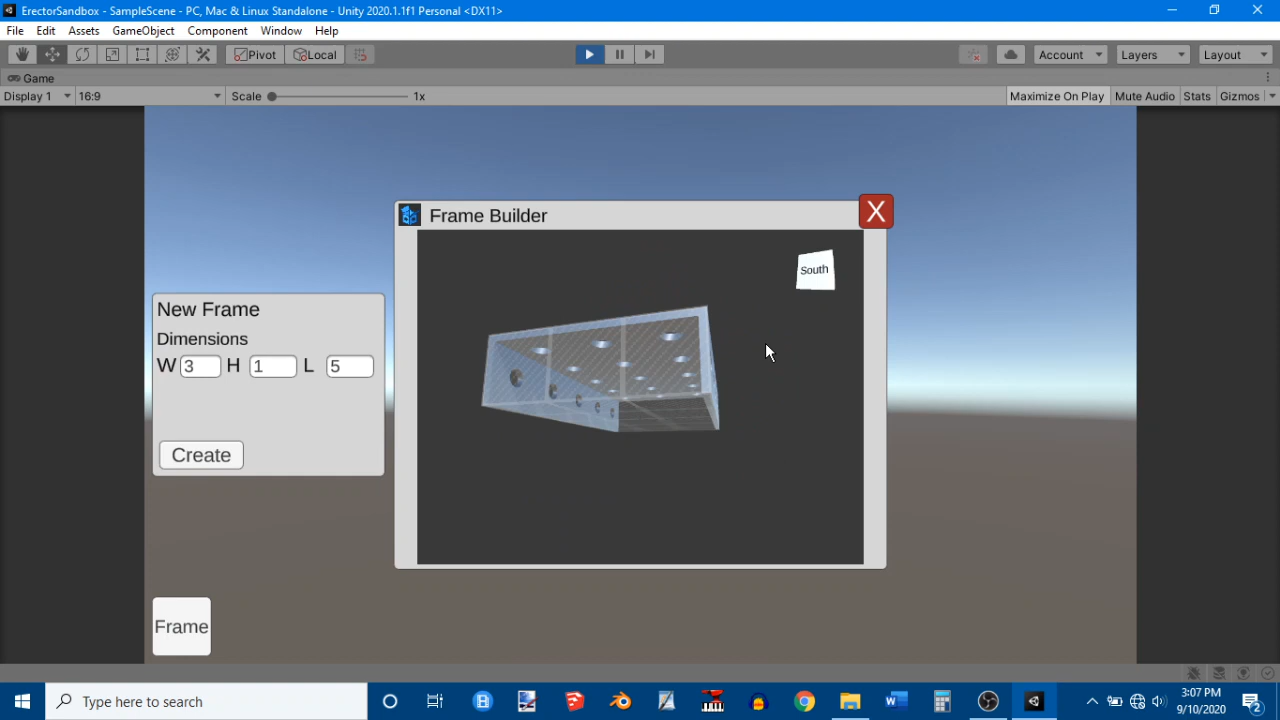 ErectorSandbox - SampleScene - PC, Mac & Linux Standalone - Unity 2020.1.1f1 Personal <DX11>
File Edit Assets GameObject Component Window Help
Pivot Local Account Layers Layout
Game
Display 1 16:9 Scale 1x Maximize On Play Mute Audio Stats Gizmos
Frame Builder X
South
New Frame
Dimensions
W 3 H 1 L 5
Create
Frame
Type here to search
3:07 PM
9/10/2020
2